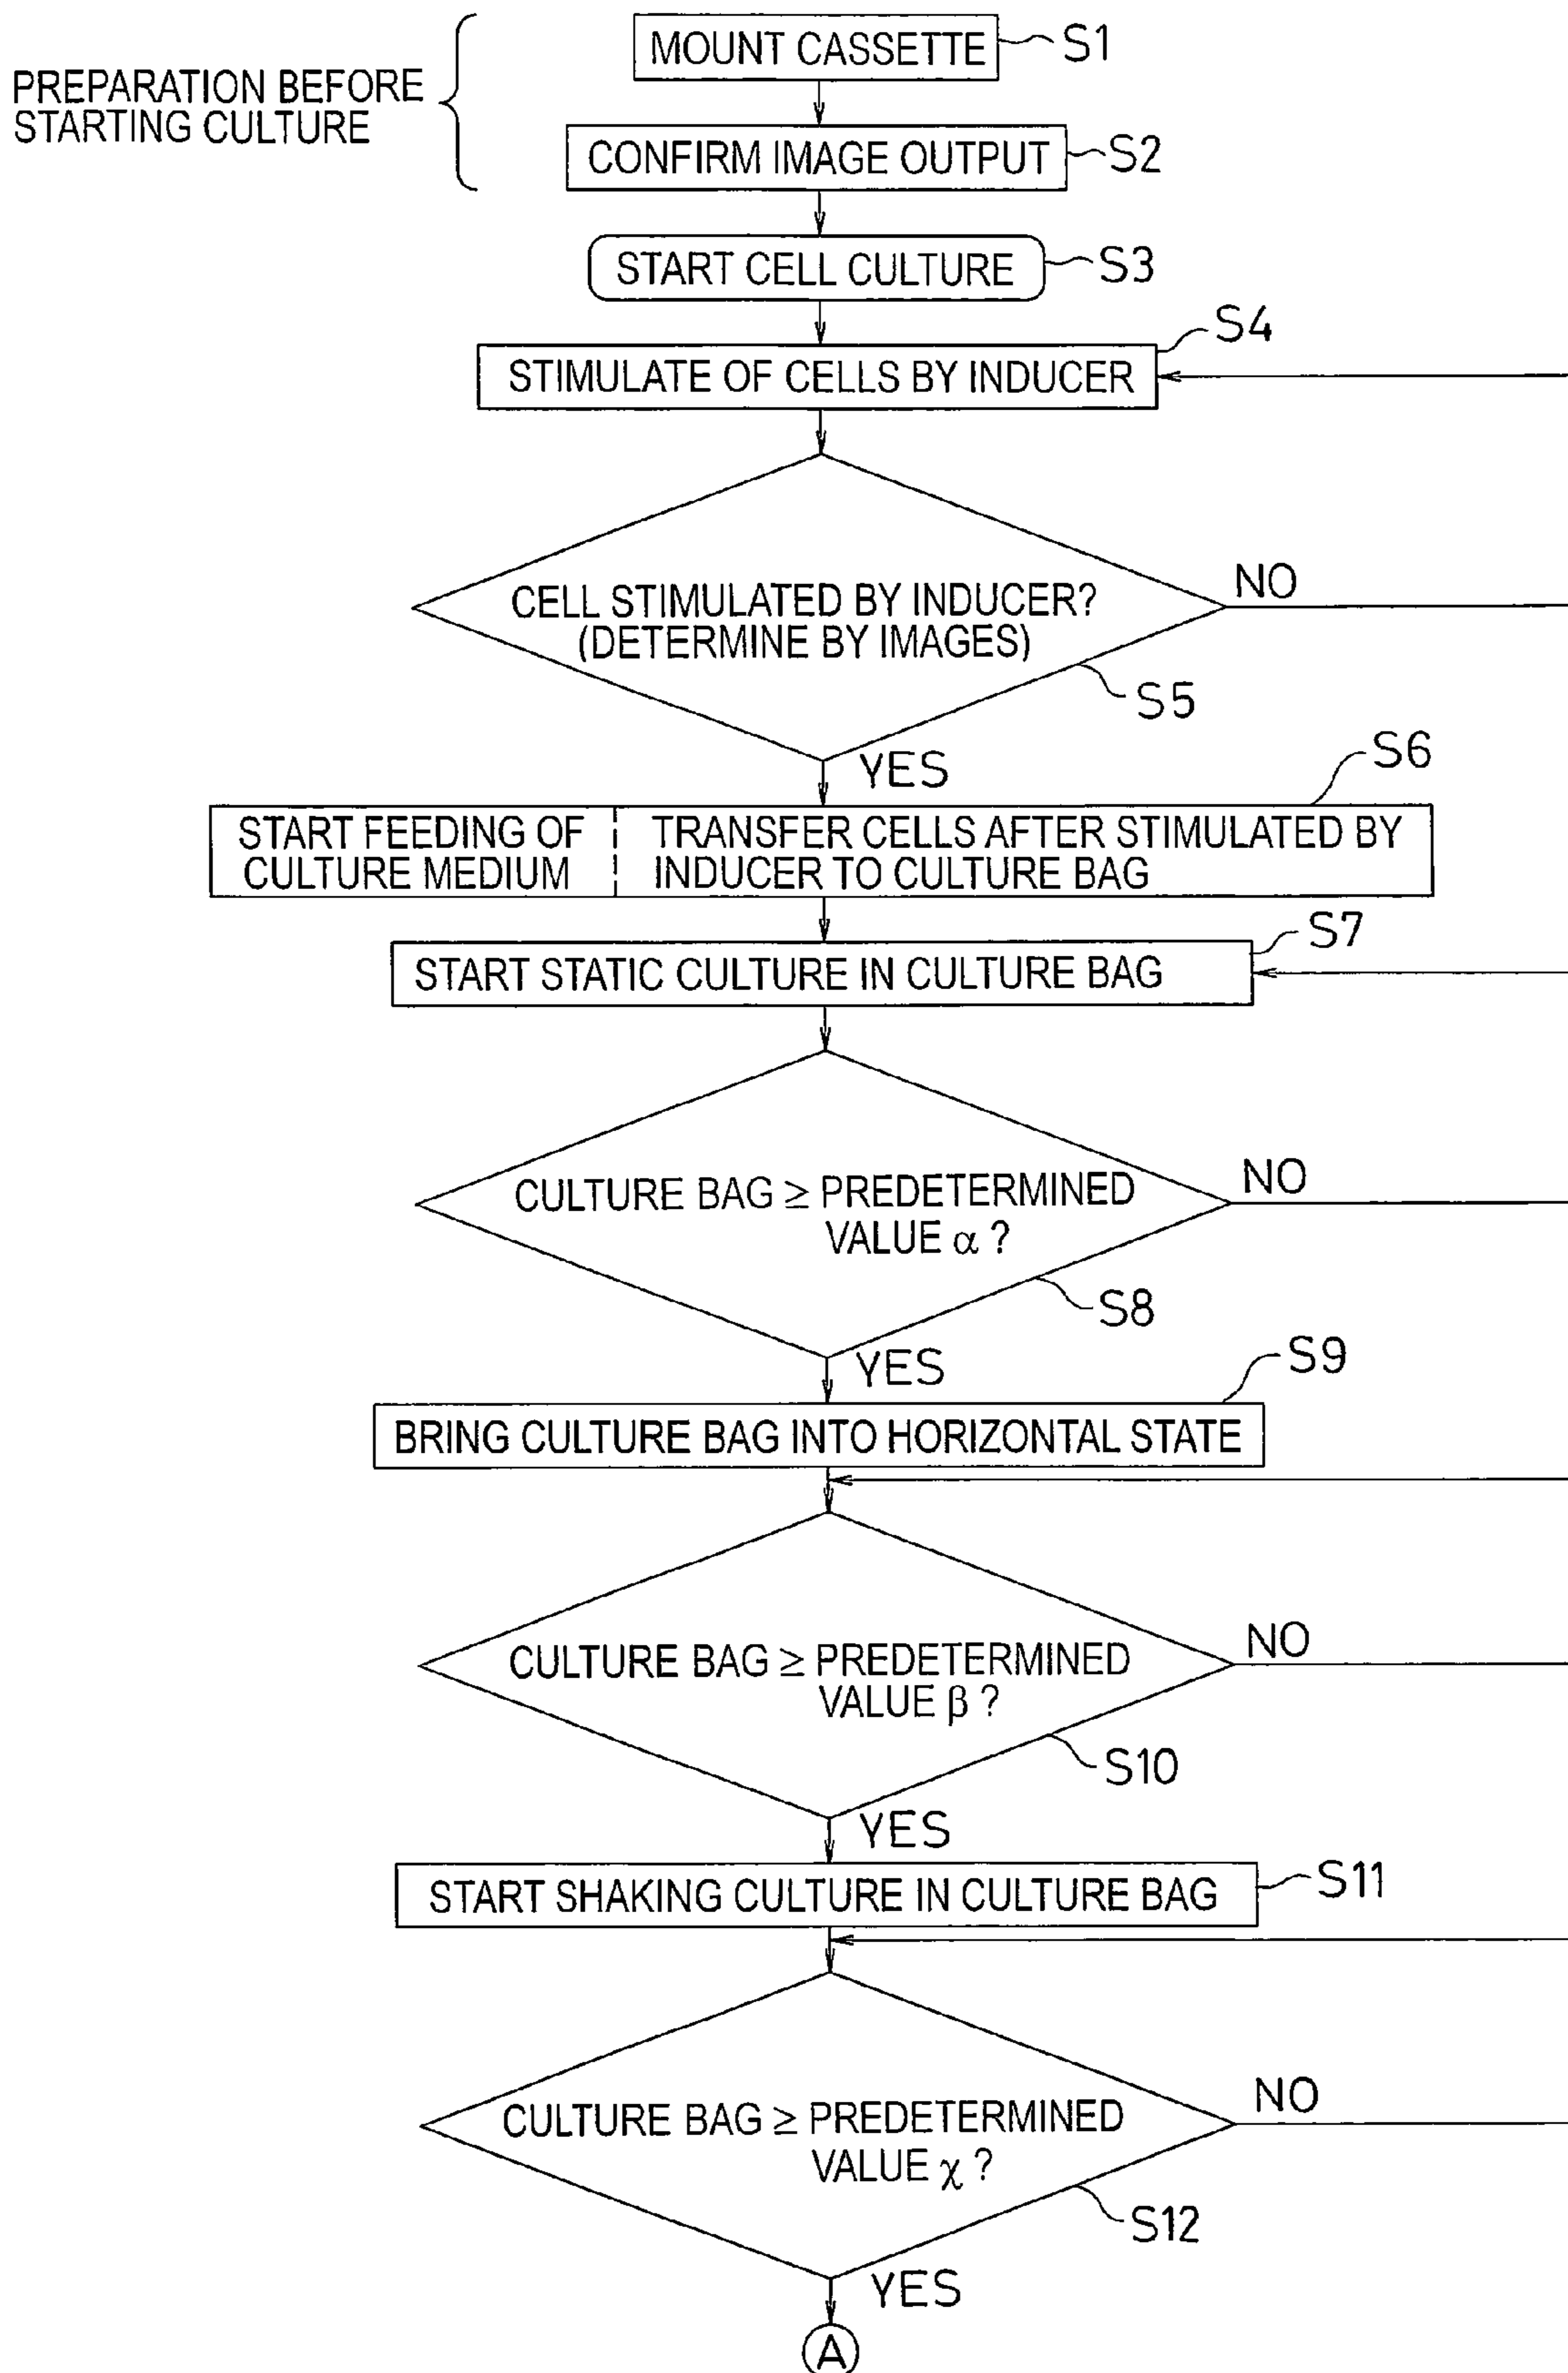 PREPARATION BEFORE
STARTING CULTURE
MOUNT CASSETTE
S1
CONFIRM IMAGE OUTPUT
S2
START CELL CULTURE
S3
S4
STIMULATE OF CELLS BY INDUCER
CELL STIMULATED BY INDUCER?
(DETERMINE BY IMAGES)
NO
S5
YES
S6
START FEEDING OF
CULTURE MEDIUM
TRANSFER CELLS AFTER STIMULATED BY
INDUCER TO CULTURE BAG
S7
START STATIC CULTURE IN CULTURE BAG
CULTURE BAG ≥ PREDETERMINED
VALUE α ?
NO
S8
YES
S9
BRING CULTURE BAG INTO HORIZONTAL STATE
CULTURE BAG ≥ PREDETERMINED
VALUE β ?
NO
S10
YES
START SHAKING CULTURE IN CULTURE BAG
S11
CULTURE BAG ≥ PREDETERMINED
VALUE χ ?
NO
S12
YES
A